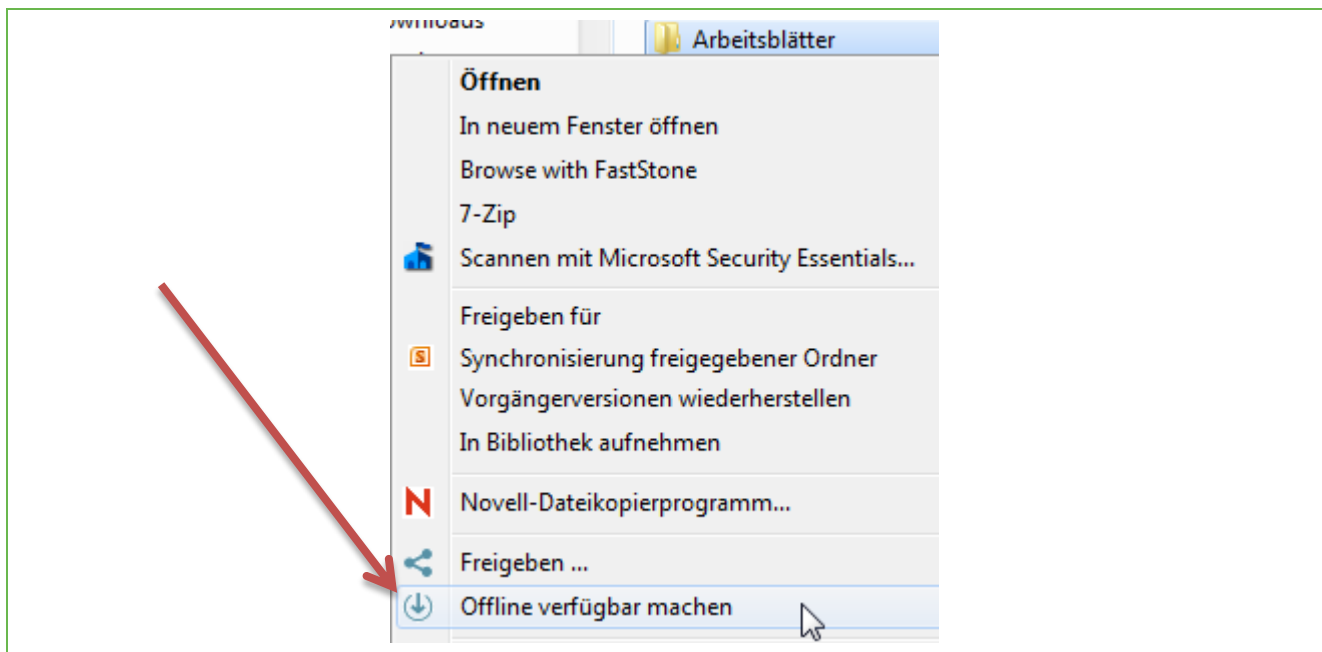 Arbeitsblätter
Öffnen
In neuem Fenster öffnen
Browse with FastStone
7-Zip
Scannen mit Microsoft Security Essentials...
Freigeben für
Synchronisierung freigegebener Ordner
Vorgängerversionen wiederherstellen
In Bibliothek aufnehmen
Novell-Dateikopierprogramm...
Freigeben ...
Offline verfügbar machen